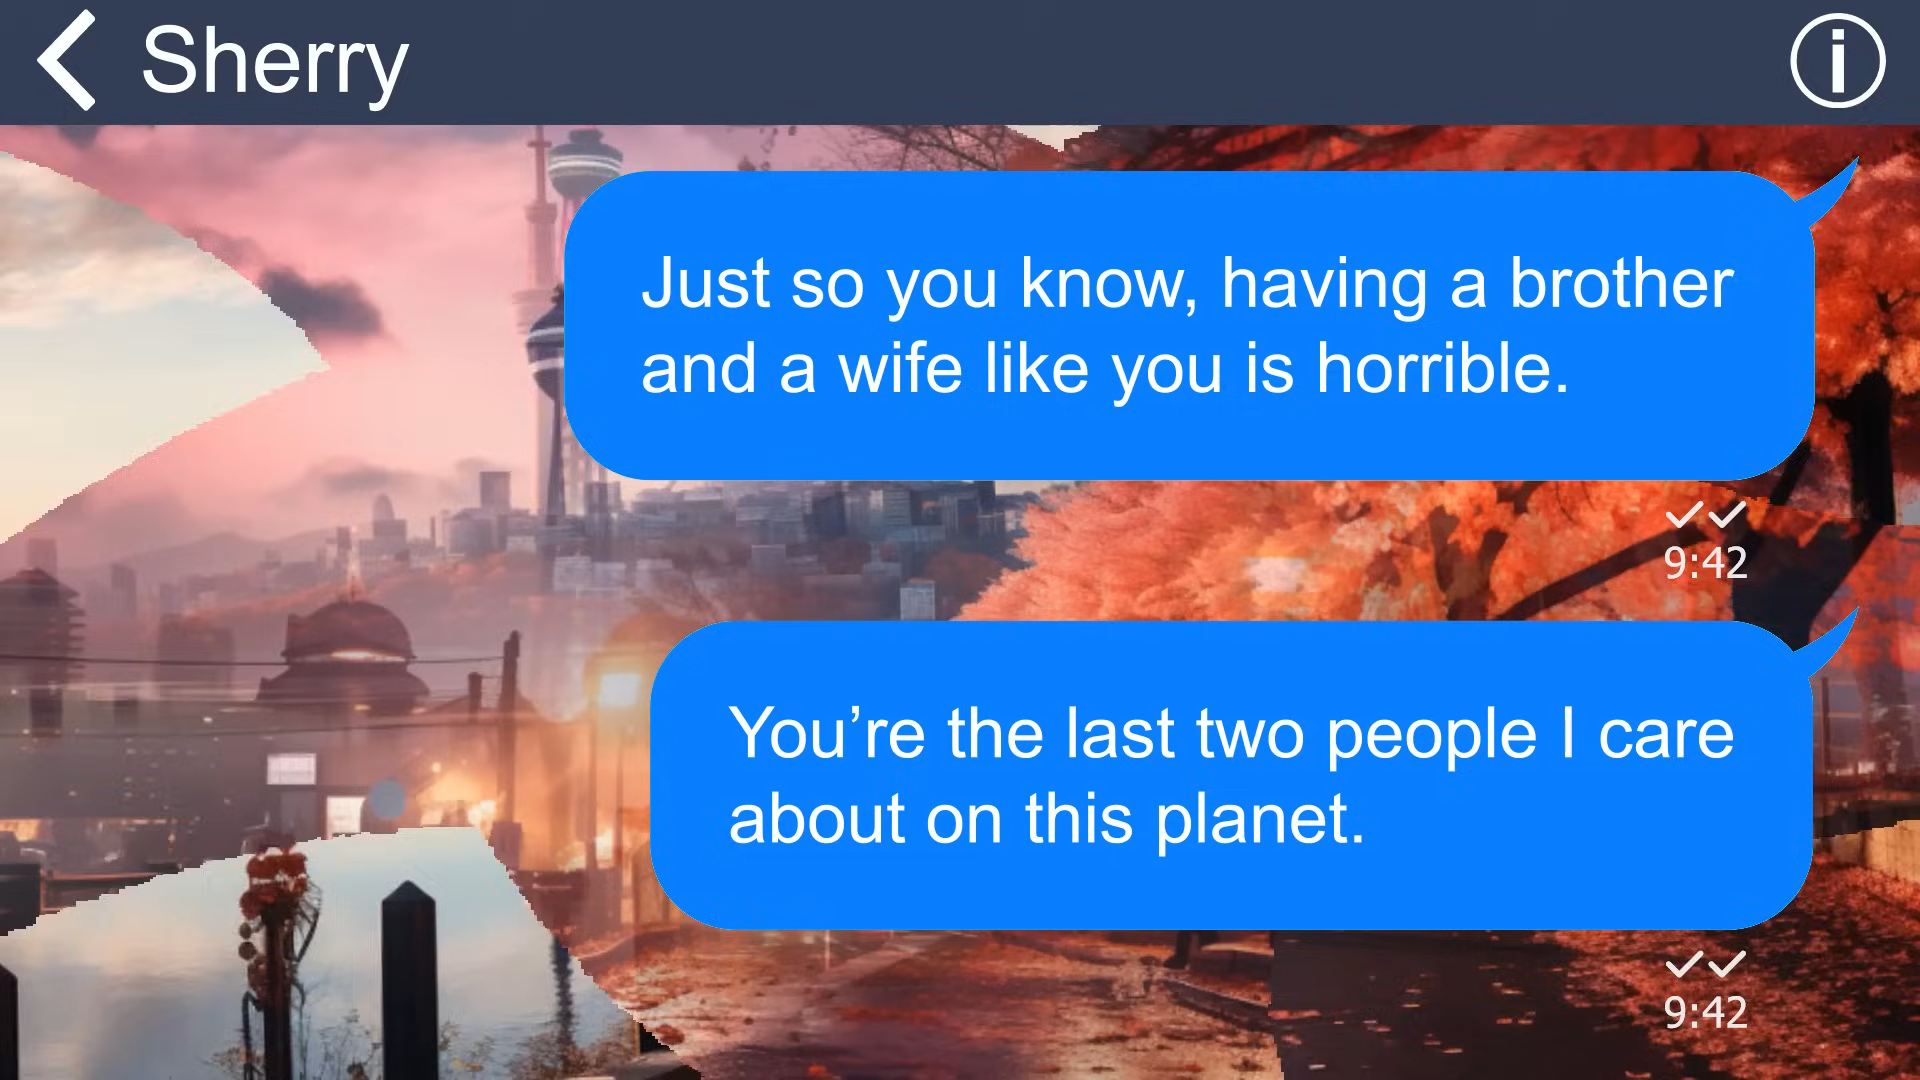 Sherry
Just so you know, having a brother
and a wife like you is horrible.
9:42
You’re the last two people I care
about on this planet.
9:42